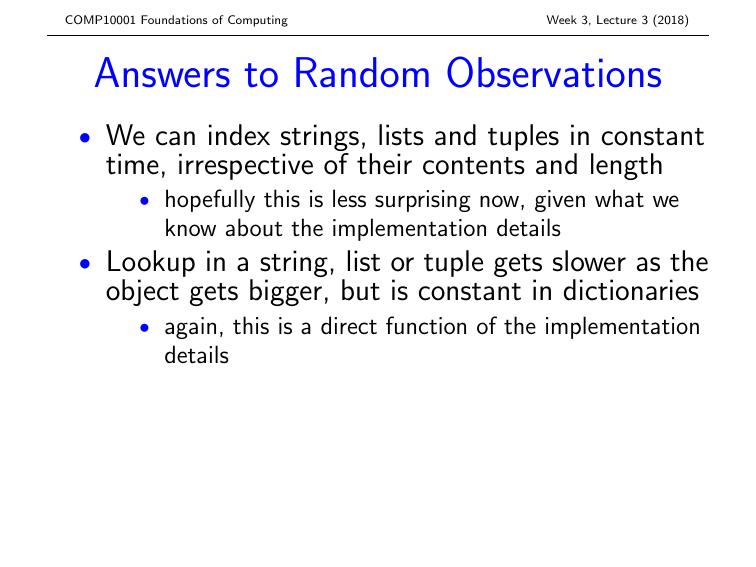 COMP10001 Foundations of Computing
Week 3, Lecture 3 (2018)
Answers to Random Observations
• We can index strings, lists and tuples in constant
time, irrespective of their contents and length
• hopefully this is less surprising now, given what we
know about the implementation details
• Lookup in a string, list or tuple gets slower as the
object gets bigger, but is constant in dictionaries
• again, this is a direct function of the implementation
details